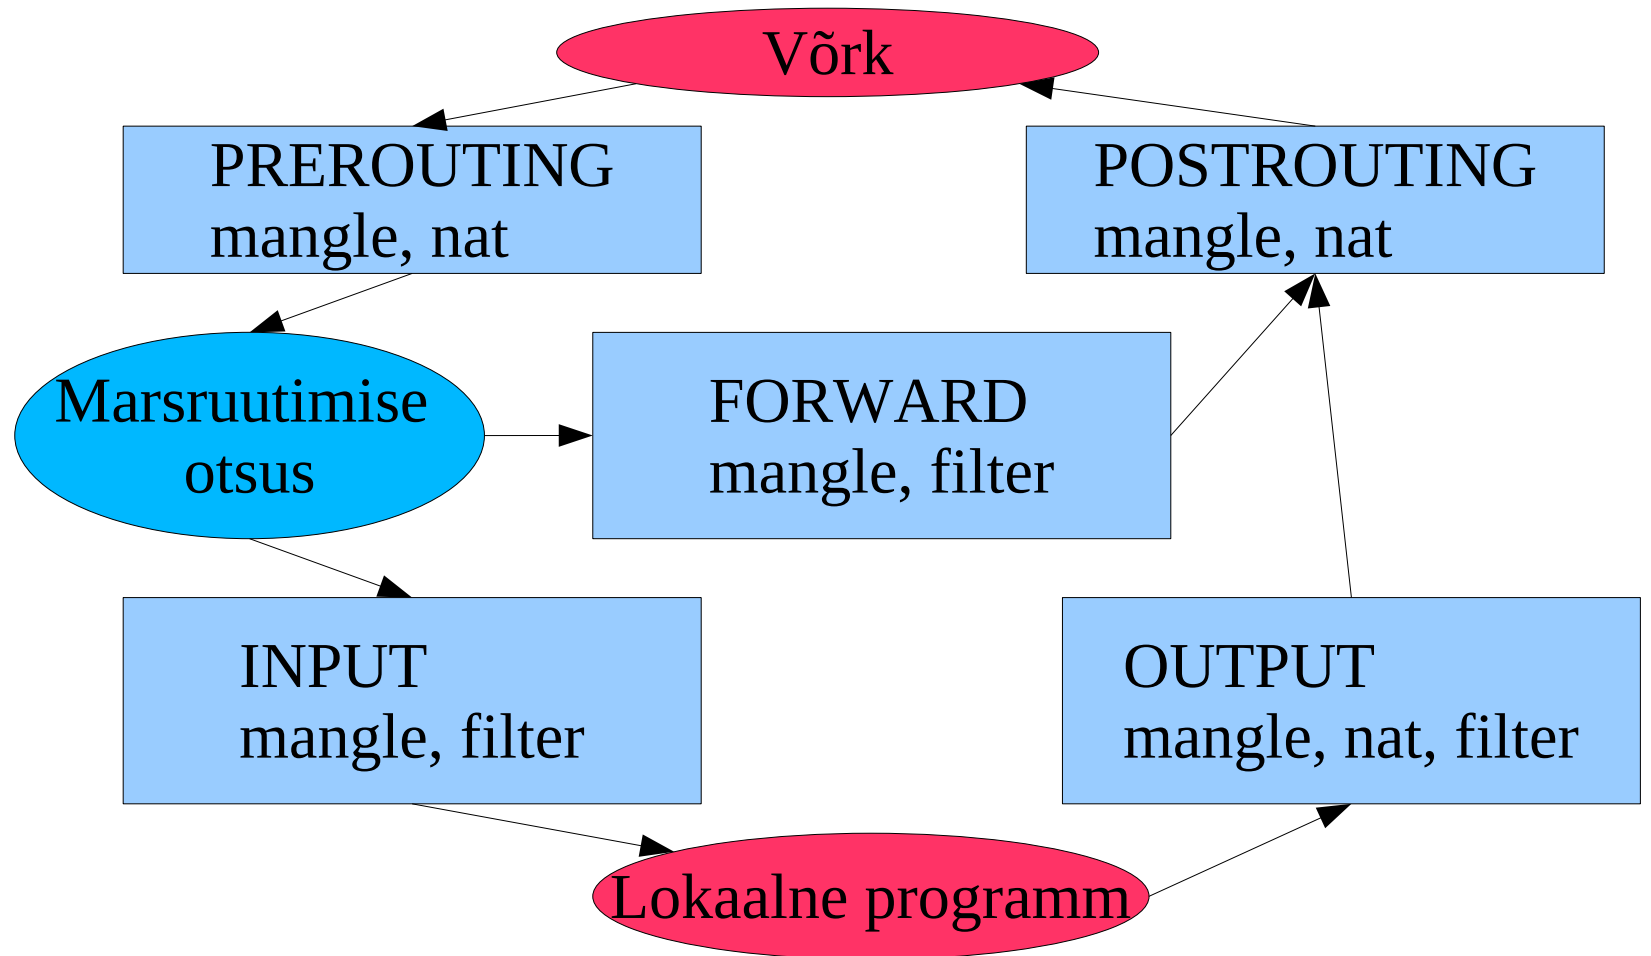 Võrk
PREROUTING
mangle, nat
POSTROUTING
mangle, nat
Marsruutimise
otsus
FORWARD
mangle, filter
INPUT
mangle, filter
OUTPUT
mangle, nat, filter
Lokaalne programm